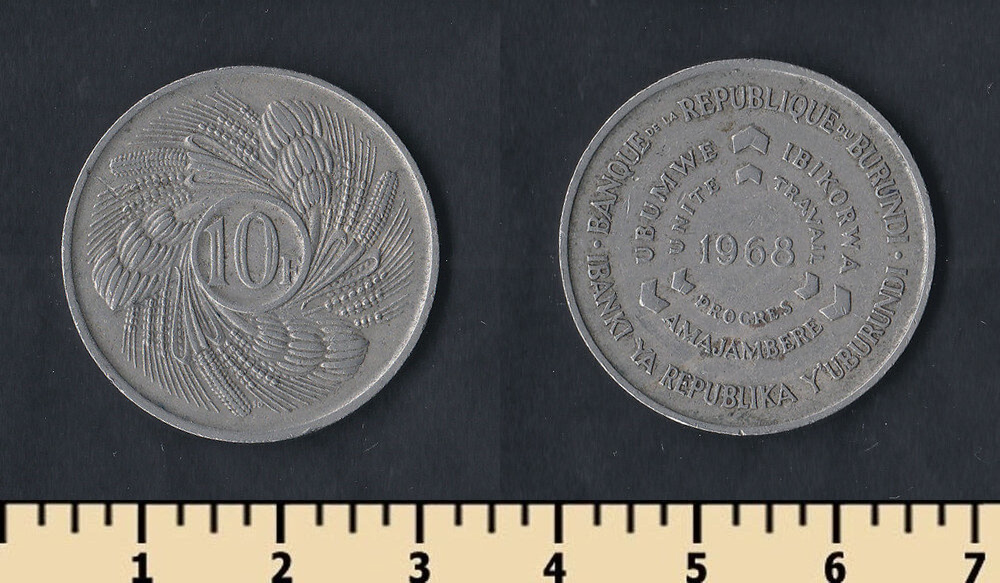 10F
BANQUE DE LA REPUBLIQUE DU BURUNDI
IBANKI YA REPUBLIKA Y'UBURUNDI
UBUMWE IBIKORWA AMAJAMBERE
UNITE TRAVAIL PROGRES
1968
1 2 3 4 5 6 7